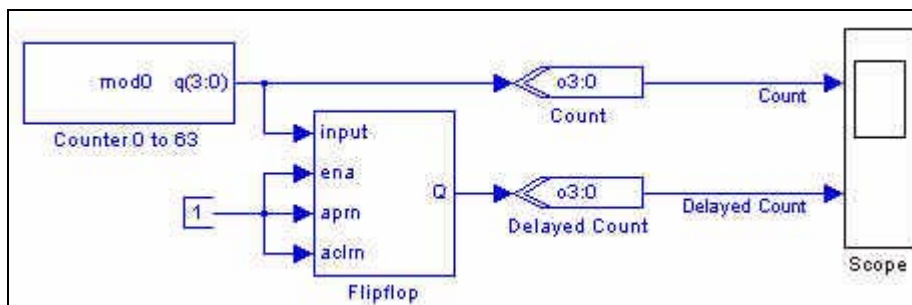 mod0 q(3:0)
Counter.0 to 63
o3:0
Count
Count
input
ena
aprn
aclrn
Q
1
Flipflop
o3:0
Delayed Count
Delayed Count
Scope